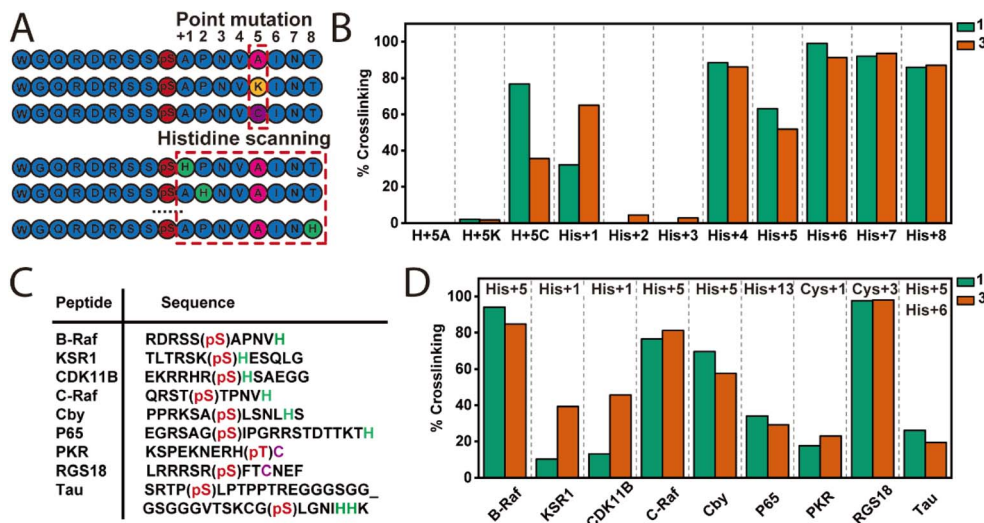 A
Point mutation
+1 2 3 4 5 6 7 8
W G Q R D R S S pS A P N V A I N T
W G Q R D R S S pS A P N V K I N T
W G Q R D R S S pS A P N V C I N T
Histidine scanning
W G Q R D R S S pS H P N V A I N T
W G Q R D R S S pS A H N V A I N T
W G Q R D R S S pS A P N V A I N H
B
% Crosslinking
100
80
60
40
20
0
H+5A H+5K H+5C His+1 His+2 His+3 His+4 His+5 His+6 His+7 His+8
1
3
C
Peptide Sequence
B-Raf RDRSS(pS)APNVH
KSR1 TLTRSK(pS)HESQLG
CDK11B EKRRHR(pS)HSAEGG
C-Raf QRST(pS)TPNVH
Cby PPRKSA(pS)LSNLHS
P65 EGRSAG(pS)IPGRRSTDTTKTH
PKR KSPEKNERH(pT)C
RGS18 LRRRSR(pS)FTCNEF
Tau SRTP(pS)LPTPPTREGGGSGG_
GSGGGVTSKCG(pS)LGNIHHK
D
% Crosslinking
100
80
60
40
20
0
His+5 His+1 His+1 His+5 His+5 His+13 Cys+1 Cys+3 His+5
His+6
B-Raf KSR1 CDK11B C-Raf Cby P65 PKR RGS18 Tau
1
3